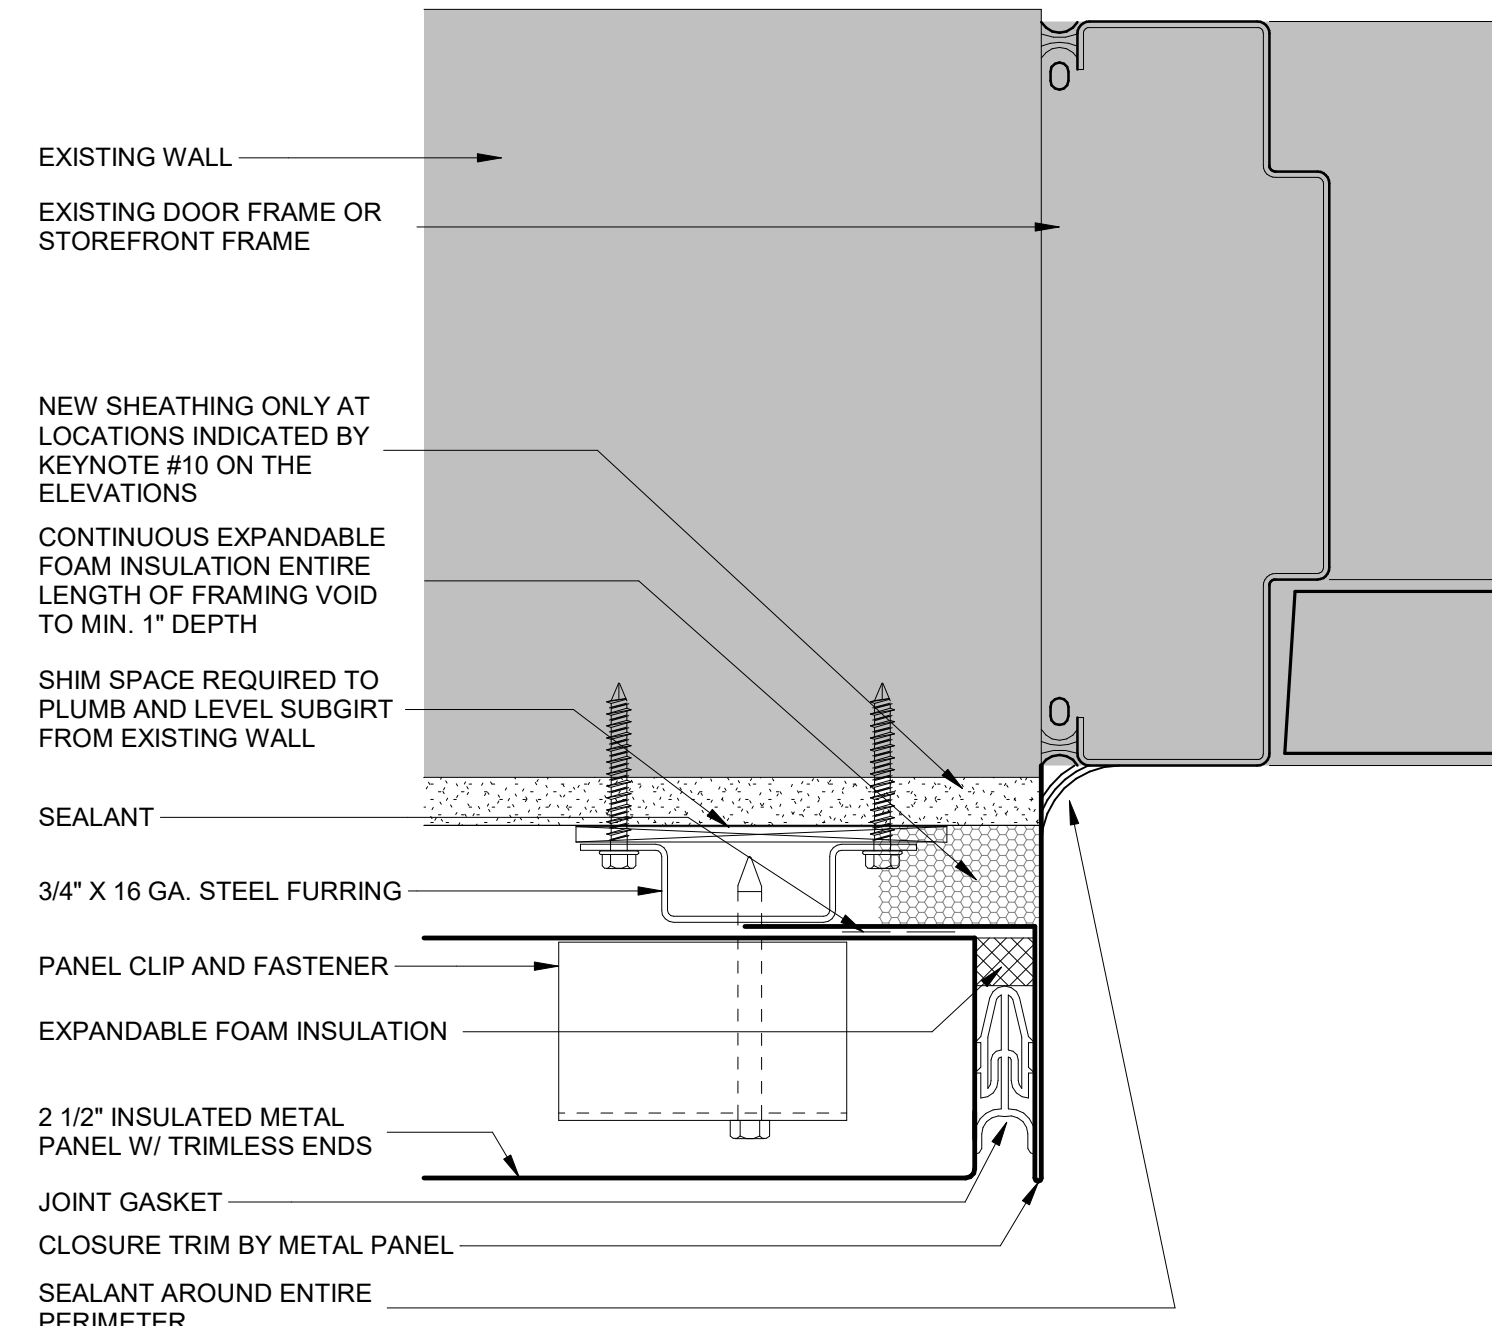 EXISTING WALL
EXISTING DOOR FRAME OR
STOREFRONT FRAME
NEW SHEATHING ONLY AT
LOCATIONS INDICATED BY
KEYNOTE #10 ON THE
ELEVATIONS
CONTINUOUS EXPANDABLE
FOAM INSULATION ENTIRE
LENGTH OF FRAMING VOID
TO MIN. 1" DEPTH
SHIM SPACE REQUIRED TO
PLUMB AND LEVEL SUBGIRT
FROM EXISTING WALL
SEALANT
3/4" X 16 GA. STEEL FURRING
PANEL CLIP AND FASTENER
EXPANDABLE FOAM INSULATION
2 1/2" INSULATED METAL
PANEL W/ TRIMLESS ENDS
JOINT GASKET
CLOSURE TRIM BY METAL PANEL
SEALANT AROUND ENTIRE
PERIMETER